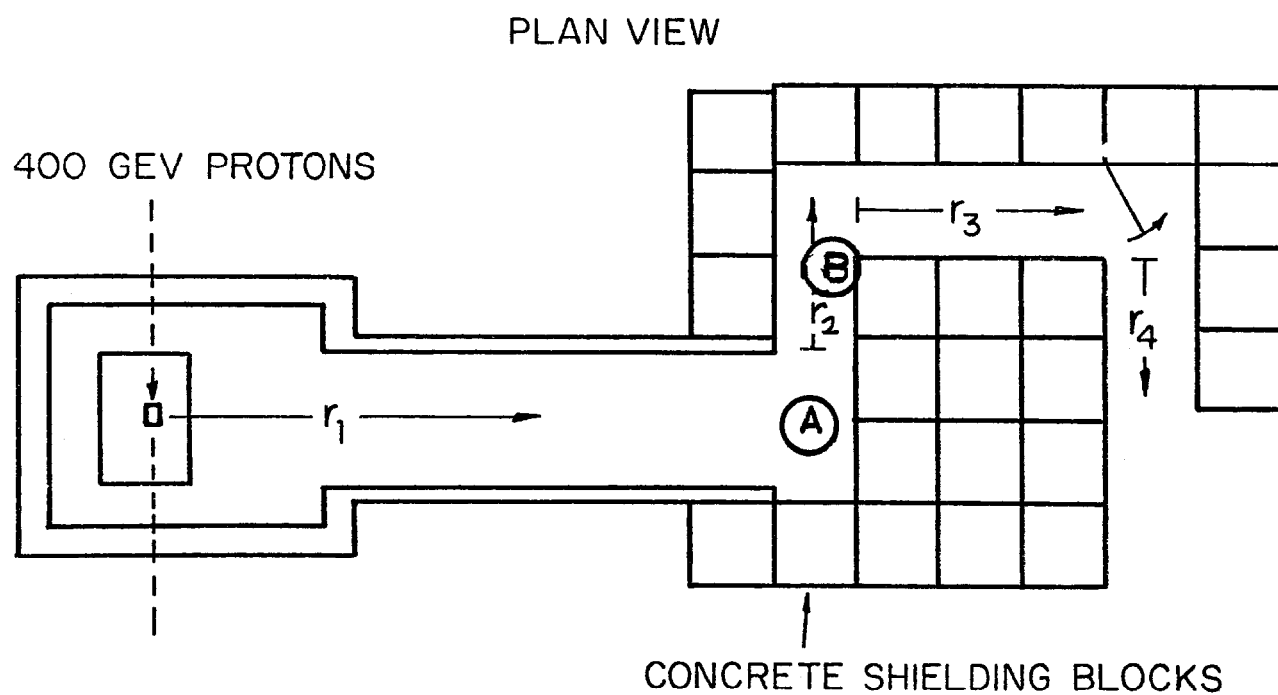 PLAN VIEW
400 GEV PROTONS
r3
B
r2
r4
r1
A
CONCRETE SHIELDING BLOCKS